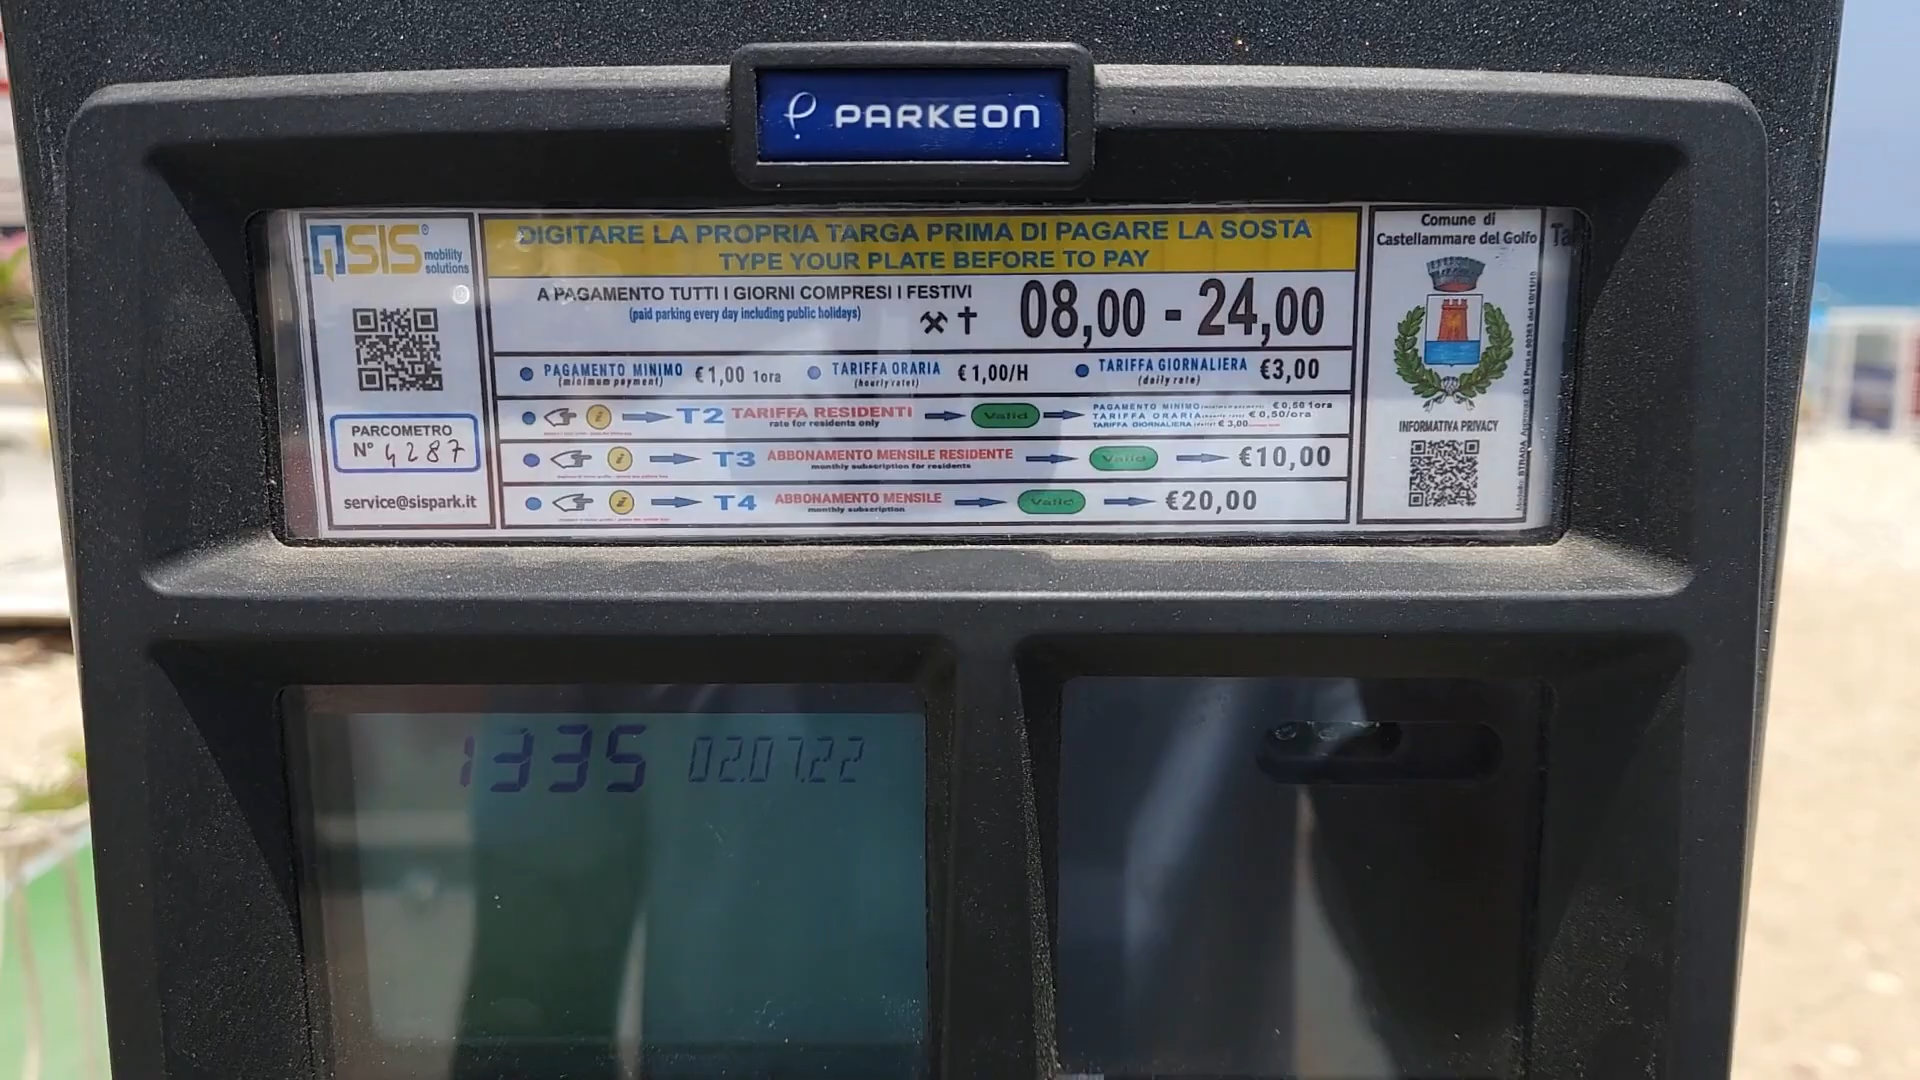 PARKEON
QSIS®
mobility
solutions
PARCOMETRO
N° 4287
service@sispark.it
DIGITARE LA PROPRIA TARGA PRIMA DI PAGARE LA SOSTA
TYPE YOUR PLATE BEFORE TO PAY
A PAGAMENTO TUTTI I GIORNI COMPRESI I FESTIVI
(paid parking every day including public holidays)
08,00 - 24,00
PAGAMENTO MINIMO €1,00 1ora
(minimum payment)
TARIFFA ORARIA €1,00/H
(hourly rate)
TARIFFA GIORNALIERA €3,00
(daily rate)
T2 TARIFFA RESIDENTI Valid
rate for residents only
PAGAMENTO MINIMO € 0,50 1ora
TARIFFA ORARIA € 0,50/ora
TARIFFA GIORNALIERA € 3,00
T3 ABBONAMENTO MENSILE RESIDENTE Valid €10,00
monthly subscription for residents
T4 ABBONAMENTO MENSILE Valid €20,00
monthly subscription
Comune di
Castellammare del Golfo
INFORMATIVA PRIVACY
Ta
1335 02.07.22